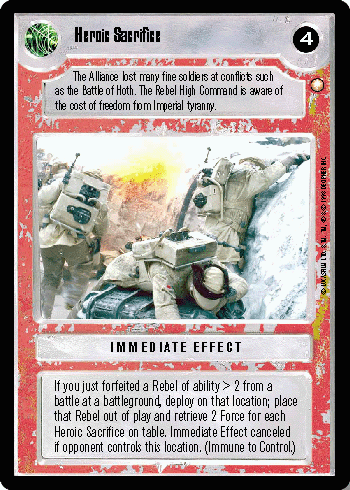 Heroic Sacrifice
4
The Alliance lost many fine soldiers at conflicts such
as the Battle of Hoth. The Rebel High Command is aware of
the cost of freedom from Imperial tyranny.
IMMEDIATE EFFECT
If you just forfeited a Rebel of ability > 2 from a
battle at a battleground, deploy on that location; place
that Rebel out of play and retrieve 2 Force for each
Heroic Sacrifice on table. Immediate Effect canceled
if opponent controls this location. (Immune to Control.)